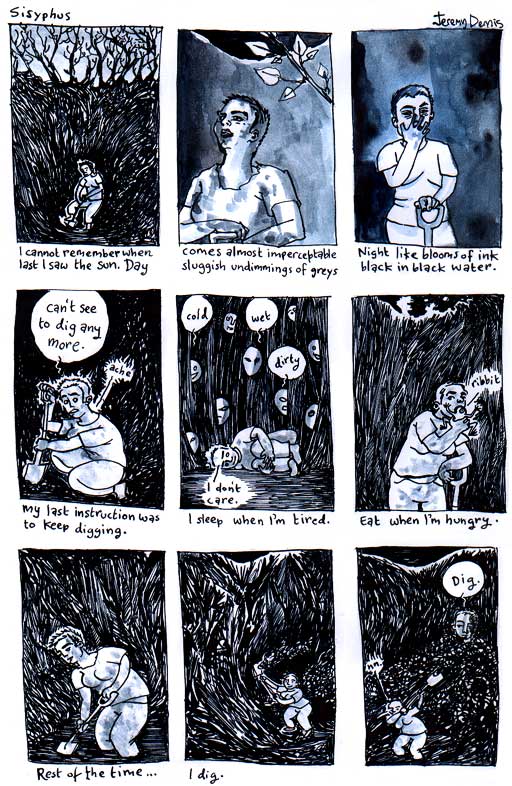 Sisyphus
Jeremy Dennis
I cannot remember when
last I saw the sun. Day
comes almost imperceptable
sluggish undimmings of greys
Night like blooms of ink
black in black water.
can't see
to dig any
more.
ache
My last instruction was
to keep digging.
cold
wet
dirty
I don't
care.
I sleep when I'm tired.
ribbit
Eat when I'm hungry.
Rest of the time...
I dig.
Dig.
nn.